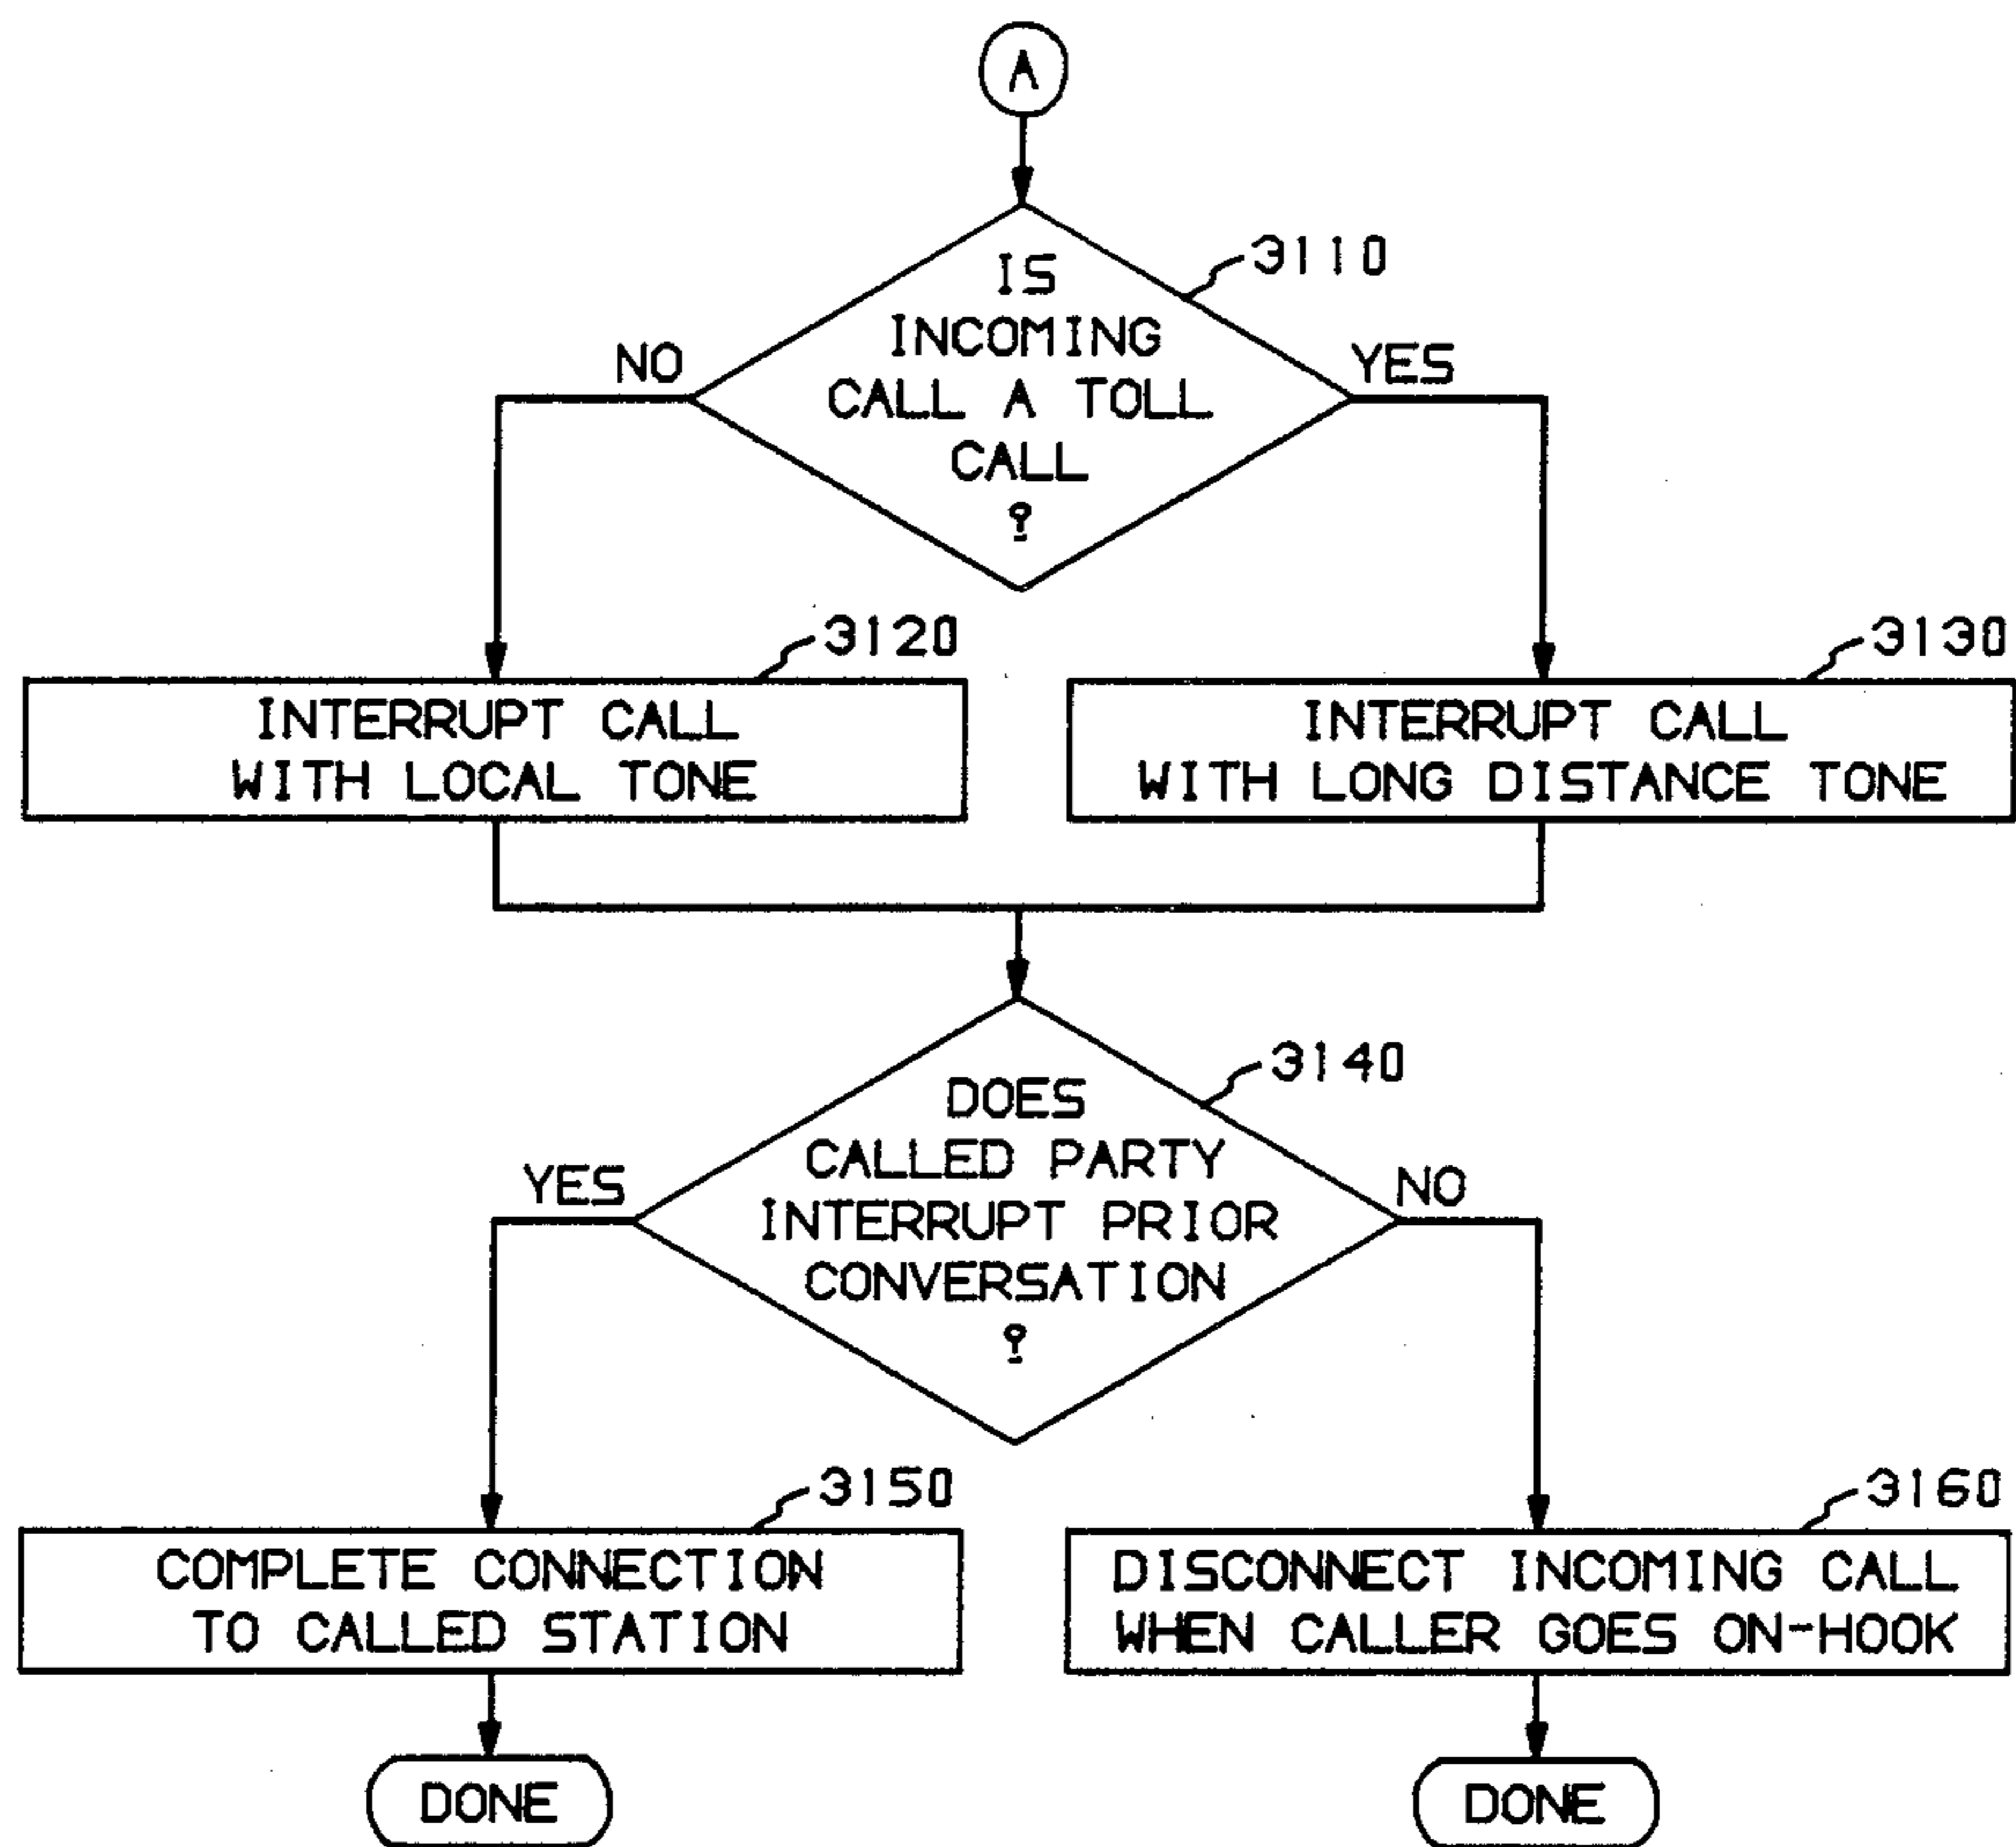 A
IS
INCOMING
CALL A TOLL
CALL
?
3110
NO
YES
3120
INTERRUPT CALL
WITH LOCAL TONE
3130
INTERRUPT CALL
WITH LONG DISTANCE TONE
DOES
CALLED PARTY
INTERRUPT PRIOR
CONVERSATION
?
3140
YES
NO
3150
COMPLETE CONNECTION
TO CALLED STATION
3160
DISCONNECT INCOMING CALL
WHEN CALLER GOES ON-HOOK
DONE
DONE